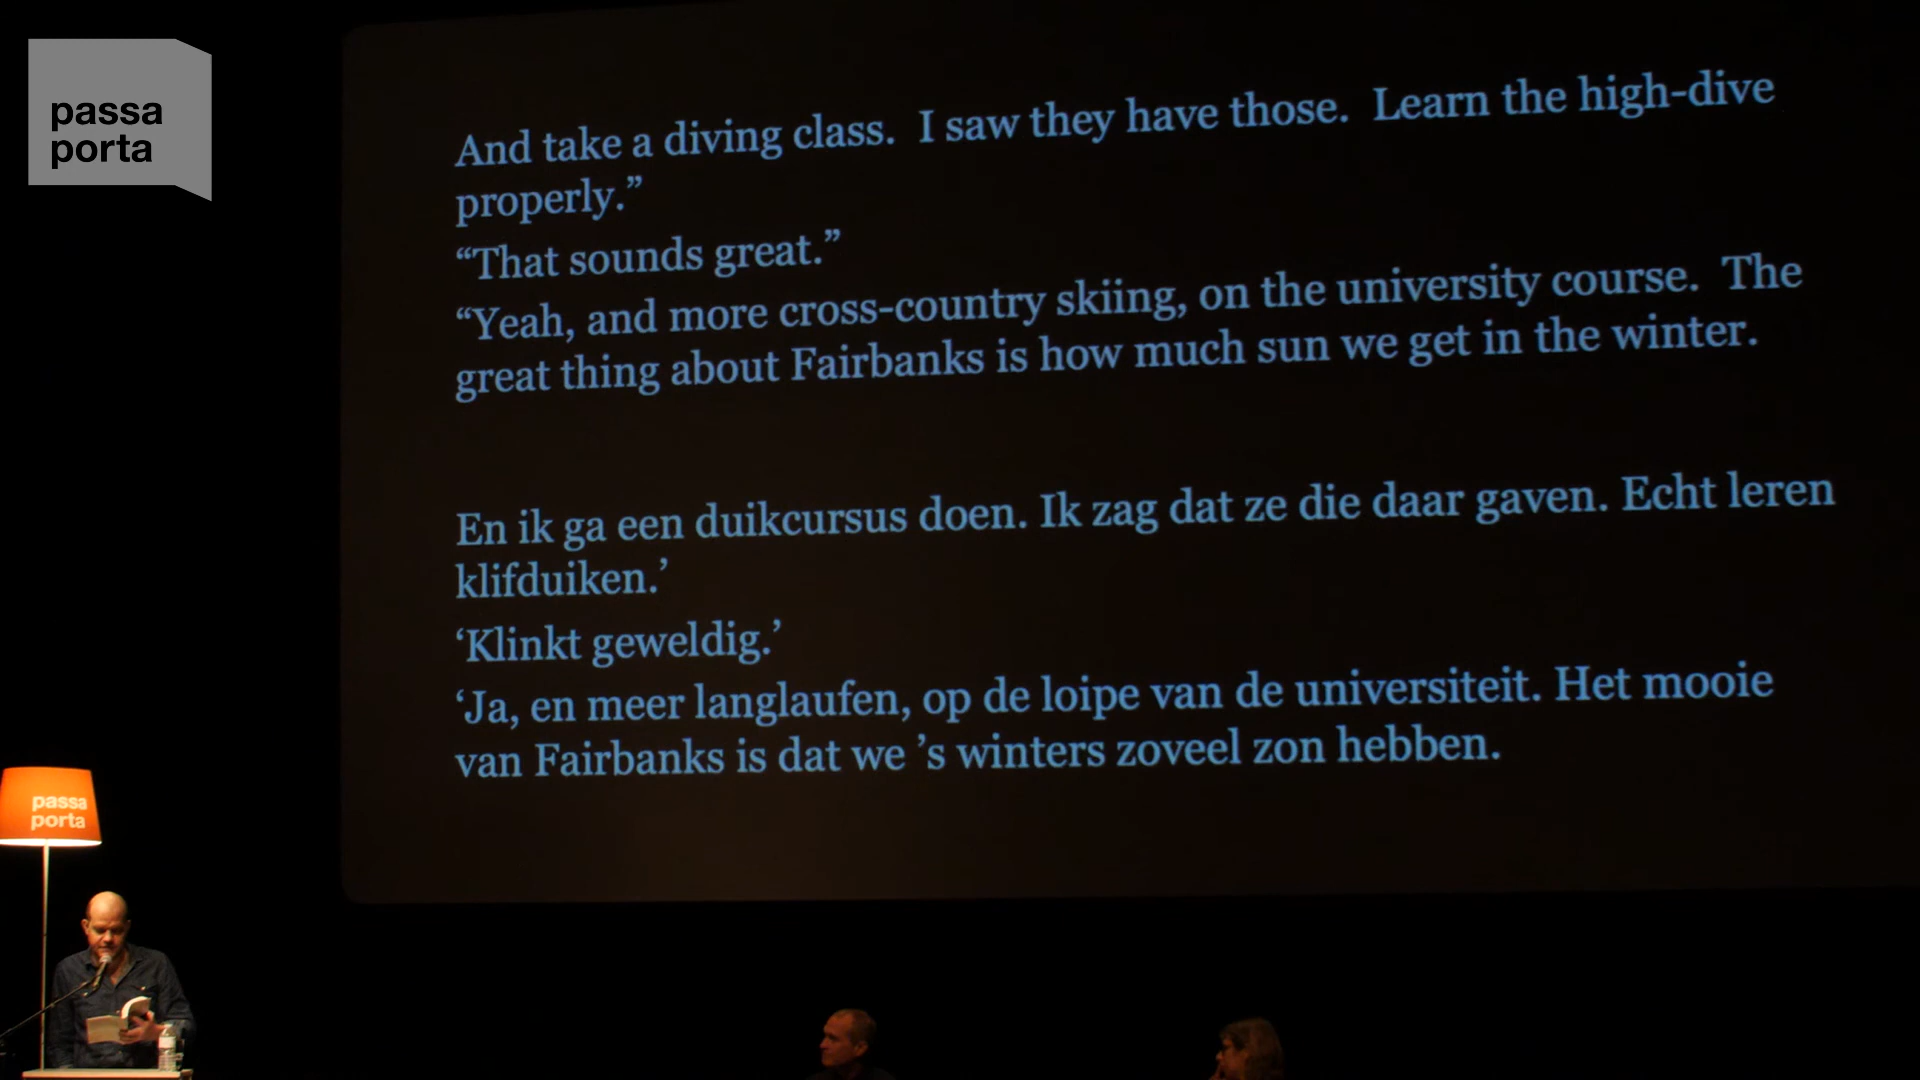 passa
porta
And take a diving class.  I saw they have those.  Learn the high-dive
properly.”
“That sounds great.”
“Yeah, and more cross-country skiing, on the university course.  The
great thing about Fairbanks is how much sun we get in the winter.
En ik ga een duikcursus doen. Ik zag dat ze die daar gaven. Echt leren
klifduiken.’
‘Klinkt geweldig.’
‘Ja, en meer langlaufen, op de loipe van de universiteit. Het mooie
van Fairbanks is dat we ’s winters zoveel zon hebben.
passa
porta